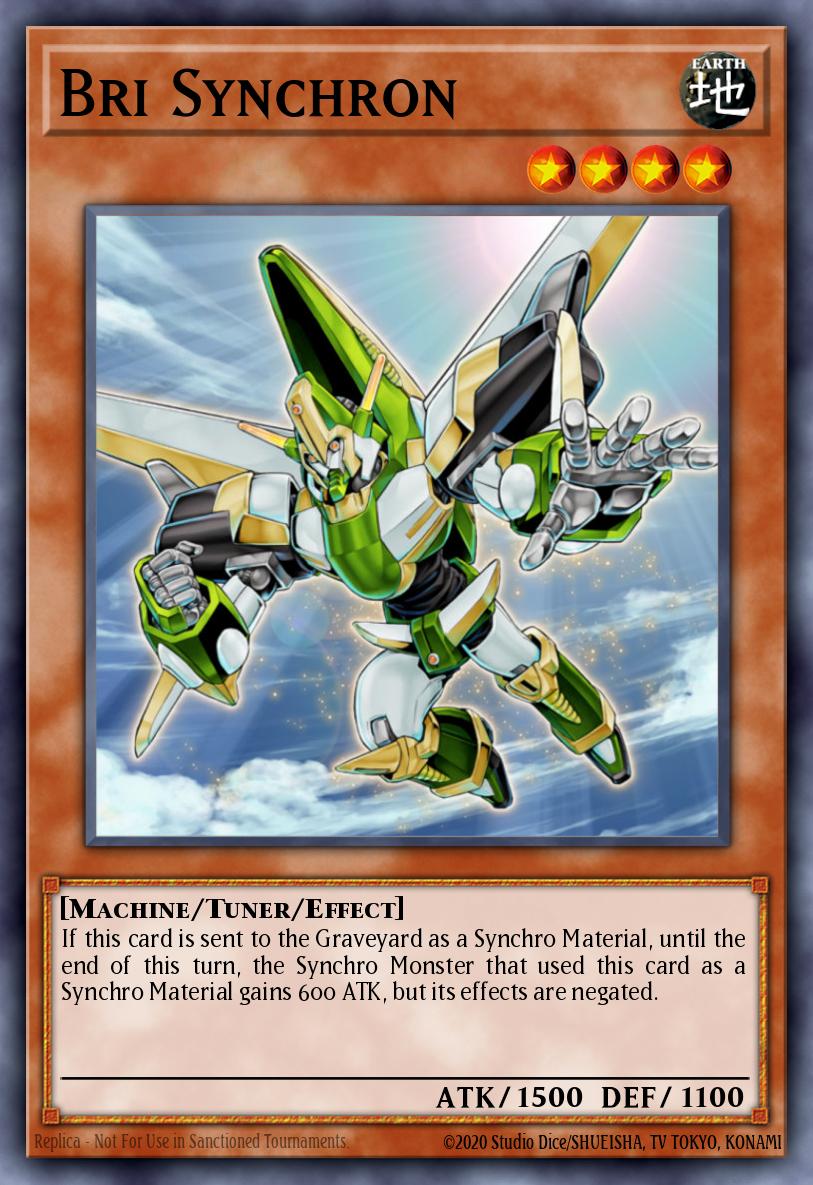 Bri Synchron
EARTH
地
[Machine/Tuner/Effect]
If this card is sent to the Graveyard as a Synchro Material, until the
end of this turn, the Synchro Monster that used this card as a
Synchro Material gains 600 ATK, but its effects are negated.
ATK/1500 DEF/1100
Replica - Not For Use in Sanctioned Tournaments.
©2020 Studio Dice/SHUEISHA, TV TOKYO, KONAMI